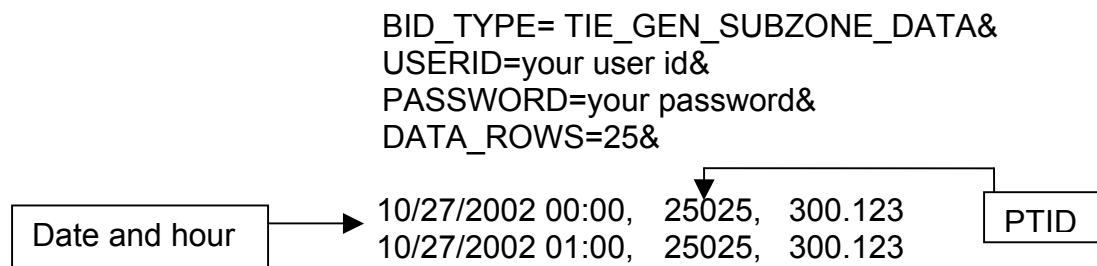 BID_TYPE= TIE_GEN_SUBZONE_DATA&
USERID=your user id&
PASSWORD=your password&
DATA_ROWS=25&
Date and hour
10/27/2002 00:00, 25025, 300.123
10/27/2002 01:00, 25025, 300.123
PTID